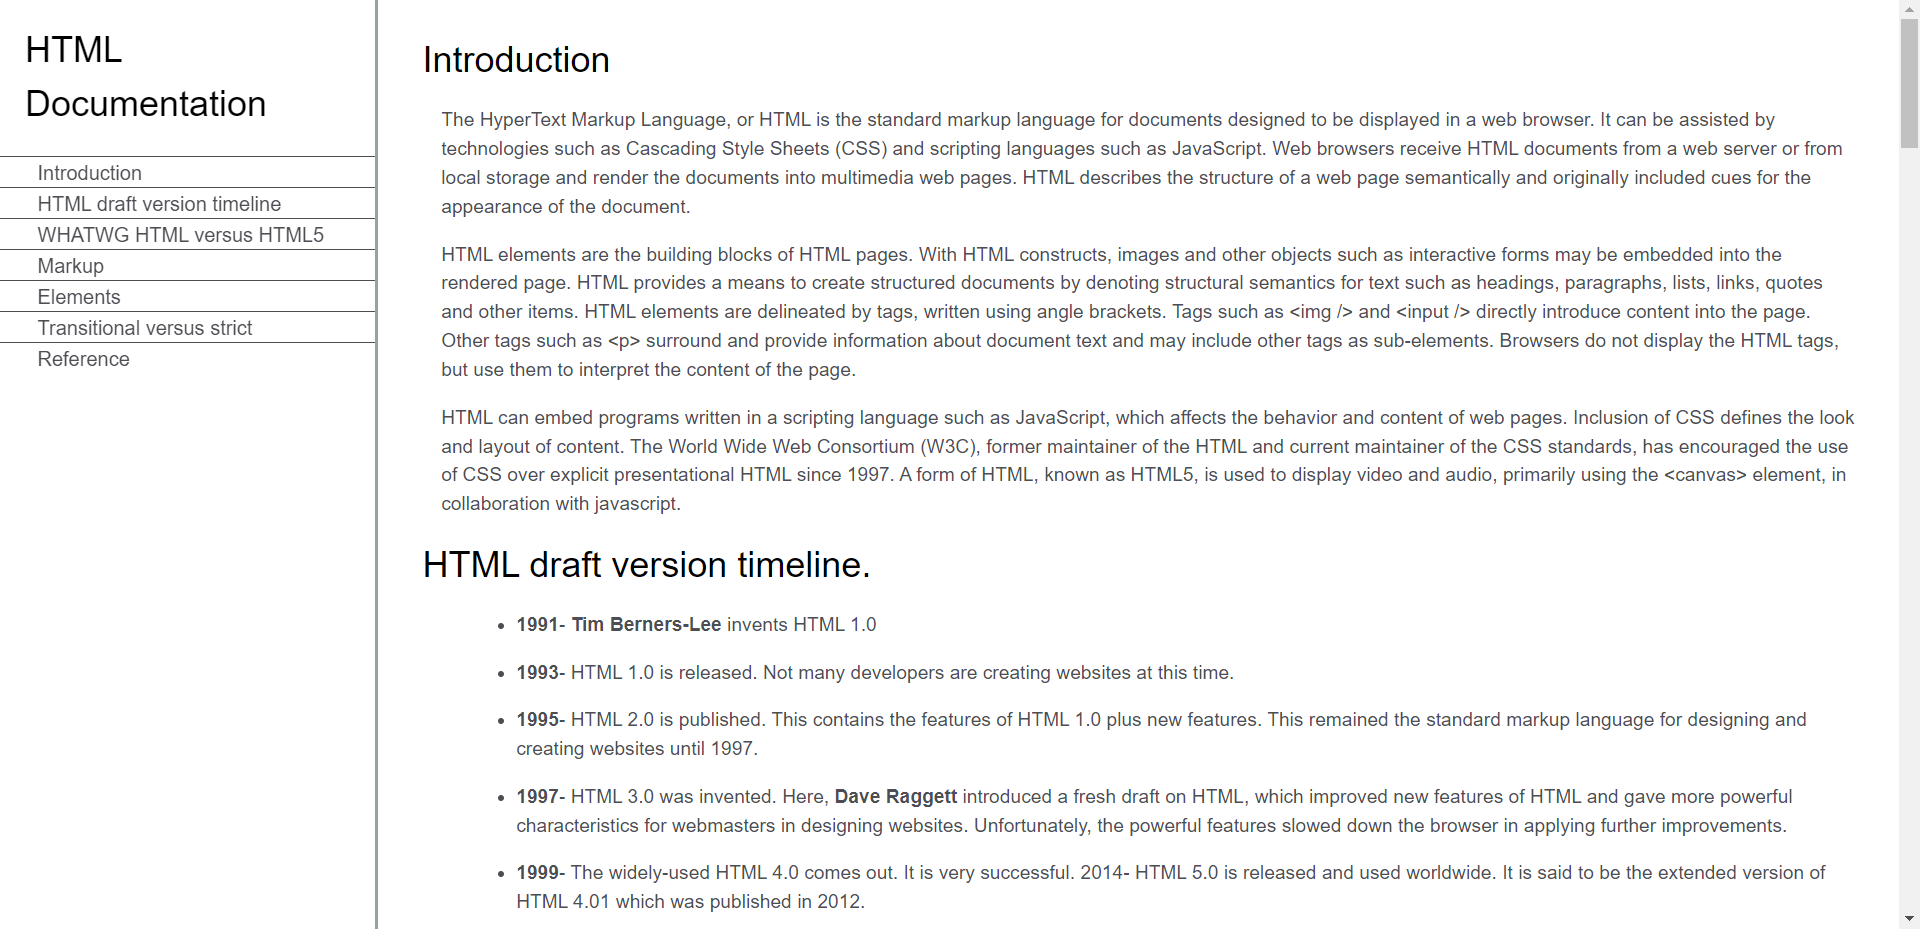 HTML
Documentation
Introduction
HTML draft version timeline
WHATWG HTML versus HTML5
Markup
Elements
Transitional versus strict
Reference
Introduction
The HyperText Markup Language, or HTML is the standard markup language for documents designed to be displayed in a web browser. It can be assisted by
technologies such as Cascading Style Sheets (CSS) and scripting languages such as JavaScript. Web browsers receive HTML documents from a web server or from
local storage and render the documents into multimedia web pages. HTML describes the structure of a web page semantically and originally included cues for the
appearance of the document.
HTML elements are the building blocks of HTML pages. With HTML constructs, images and other objects such as interactive forms may be embedded into the
rendered page. HTML provides a means to create structured documents by denoting structural semantics for text such as headings, paragraphs, lists, links, quotes
and other items. HTML elements are delineated by tags, written using angle brackets. Tags such as <img /> and <input /> directly introduce content into the page.
Other tags such as <p> surround and provide information about document text and may include other tags as sub-elements. Browsers do not display the HTML tags,
but use them to interpret the content of the page.
HTML can embed programs written in a scripting language such as JavaScript, which affects the behavior and content of web pages. Inclusion of CSS defines the look
and layout of content. The World Wide Web Consortium (W3C), former maintainer of the HTML and current maintainer of the CSS standards, has encouraged the use
of CSS over explicit presentational HTML since 1997. A form of HTML, known as HTML5, is used to display video and audio, primarily using the <canvas> element, in
collaboration with javascript.
HTML draft version timeline.
• 1991- Tim Berners-Lee invents HTML 1.0
• 1993- HTML 1.0 is released. Not many developers are creating websites at this time.
• 1995- HTML 2.0 is published. This contains the features of HTML 1.0 plus new features. This remained the standard markup language for designing and
creating websites until 1997.
• 1997- HTML 3.0 was invented. Here, Dave Raggett introduced a fresh draft on HTML, which improved new features of HTML and gave more powerful
characteristics for webmasters in designing websites. Unfortunately, the powerful features slowed down the browser in applying further improvements.
• 1999- The widely-used HTML 4.0 comes out. It is very successful. 2014- HTML 5.0 is released and used worldwide. It is said to be the extended version of
HTML 4.01 which was published in 2012.